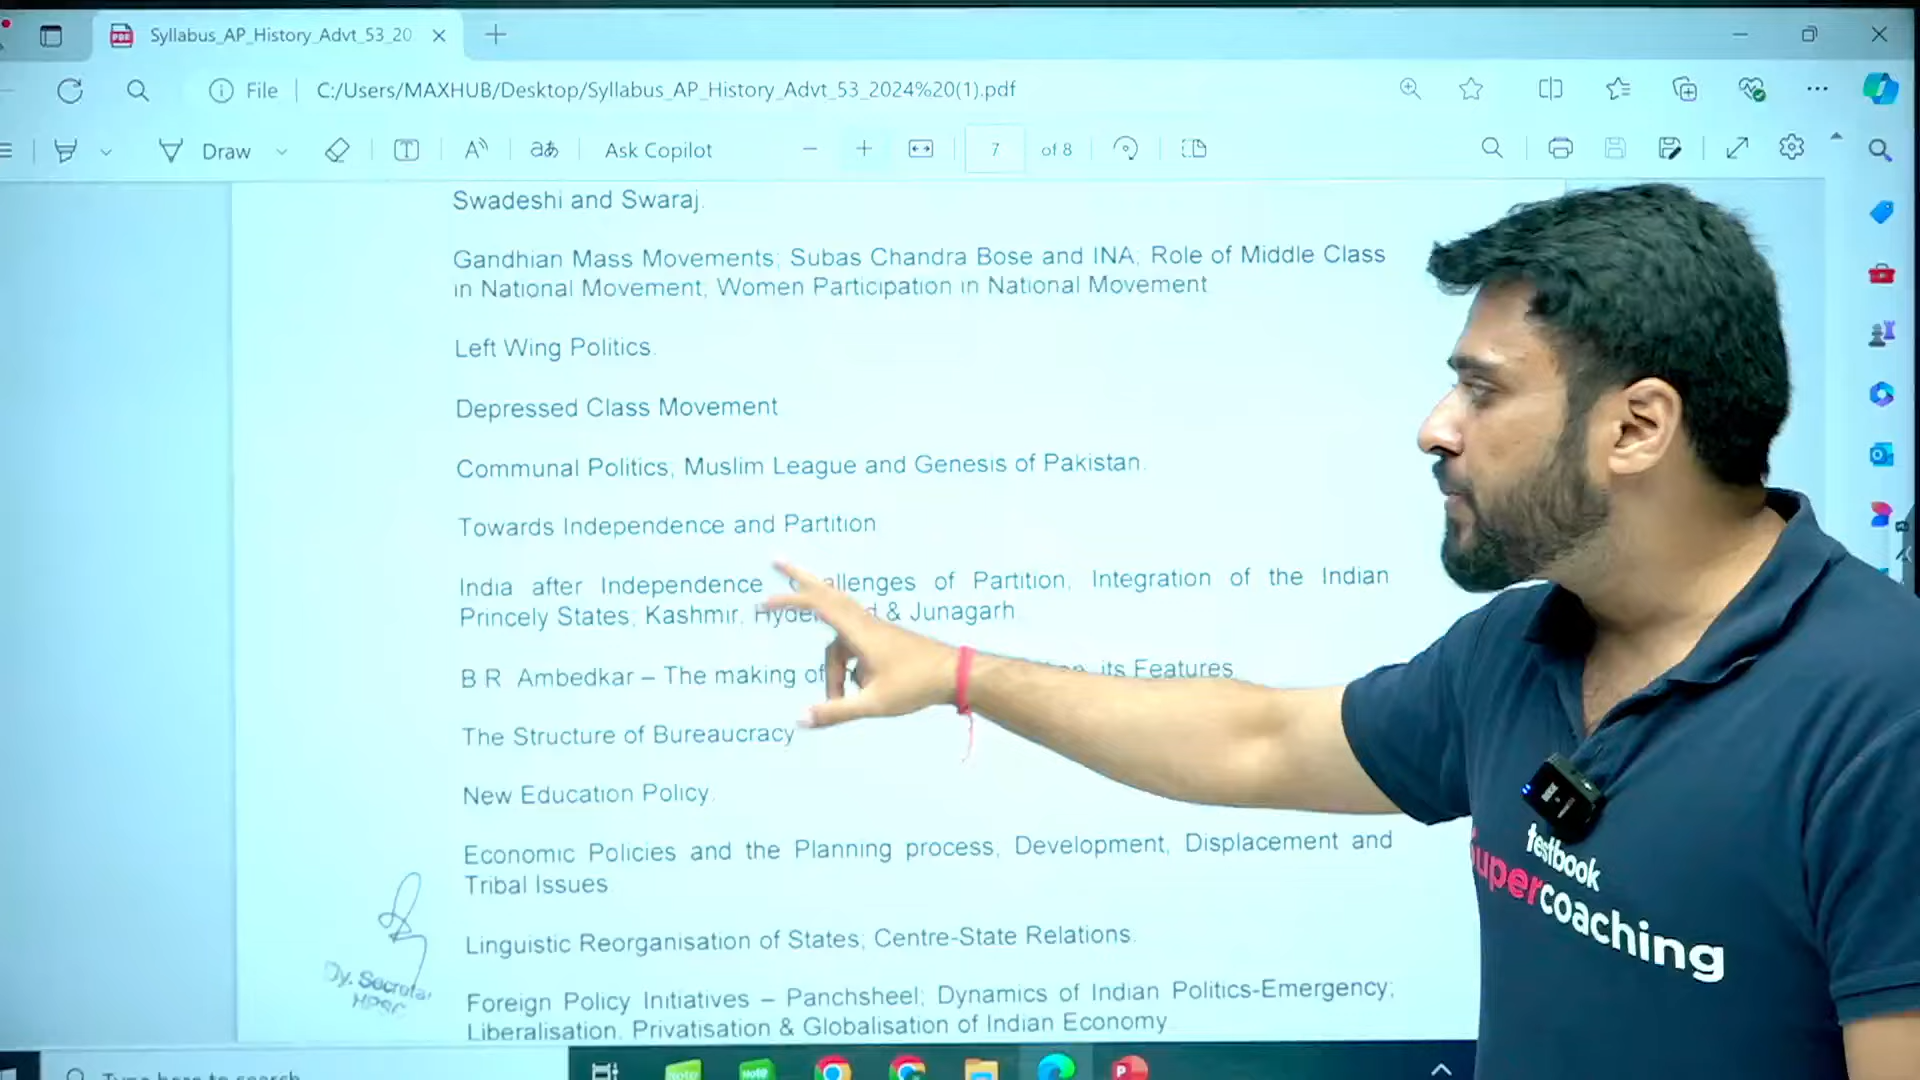 Syllabus_AP_History_Advt_53_20
File
C:/Users/MAXHUB/Desktop/Syllabus_AP_History_Advt_53_2024%20(1).pdf
Draw
Ask Copilot
7 of 8
Swadeshi and Swaraj.
Gandhian Mass Movements; Subas Chandra Bose and INA; Role of Middle Class
in National Movement; Women Participation in National Movement
Left Wing Politics.
Depressed Class Movement
Communal Politics; Muslim League and Genesis of Pakistan.
Towards Independence and Partition
India after Independence allenges of Partition, Integration of the Indian
Princely States; Kashmir, & Junagarh
B R Ambedkar – The making of its Features
The Structure of Bureaucracy
New Education Policy.
Economic Policies and the Planning process, Development, Displacement and
Tribal Issues
Linguistic Reorganisation of States; Centre-State Relations.
Foreign Policy Initiatives – Panchsheel; Dynamics of Indian Politics-Emergency;
Liberalisation, Privatisation & Globalisation of Indian Economy
Dy. Secreta
HPSC
Type here to search
testbook
Supercoaching